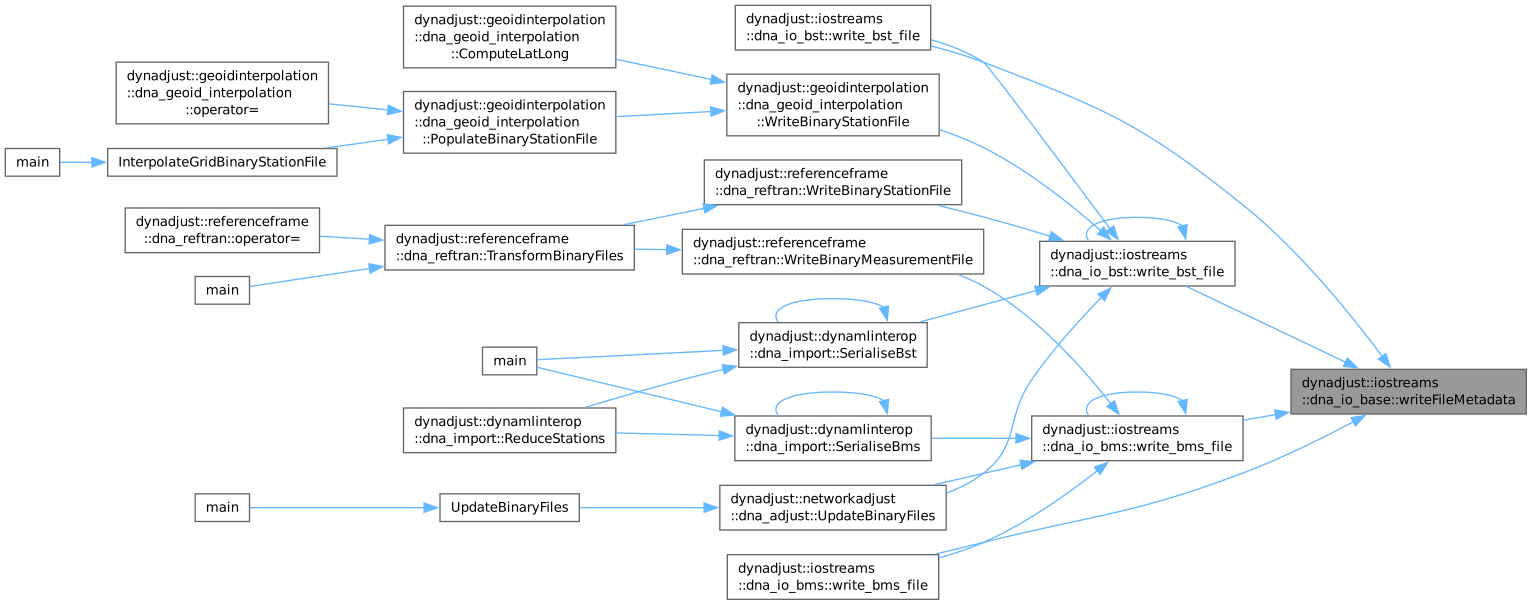 dynadjust::geoidinterpolation
::dna_geoid_interpolation
::ComputeLatLong
dynadjust::iostreams
::dna_io_bst::write_bst_file
dynadjust::geoidinterpolation
::dna_geoid_interpolation
::operator=
dynadjust::geoidinterpolation
::dna_geoid_interpolation
::PopulateBinaryStationFile
dynadjust::geoidinterpolation
::dna_geoid_interpolation
::WriteBinaryStationFile
main
InterpolateGridBinaryStationFile
dynadjust::referenceframe
::dna_reftran::WriteBinaryStationFile
dynadjust::referenceframe
::dna_reftran::operator=
dynadjust::referenceframe
::dna_reftran::TransformBinaryFiles
dynadjust::referenceframe
::dna_reftran::WriteBinaryMeasurementFile
dynadjust::iostreams
::dna_io_bst::write_bst_file
main
dynadjust::dynamlinterop
::dna_import::SerialiseBst
main
dynadjust::iostreams
::dna_io_base::writeFileMetadata
dynadjust::dynamlinterop
::dna_import::ReduceStations
dynadjust::dynamlinterop
::dna_import::SerialiseBms
dynadjust::iostreams
::dna_io_bms::write_bms_file
main
UpdateBinaryFiles
dynadjust::networkadjust
::dna_adjust::UpdateBinaryFiles
dynadjust::iostreams
::dna_io_bms::write_bms_file